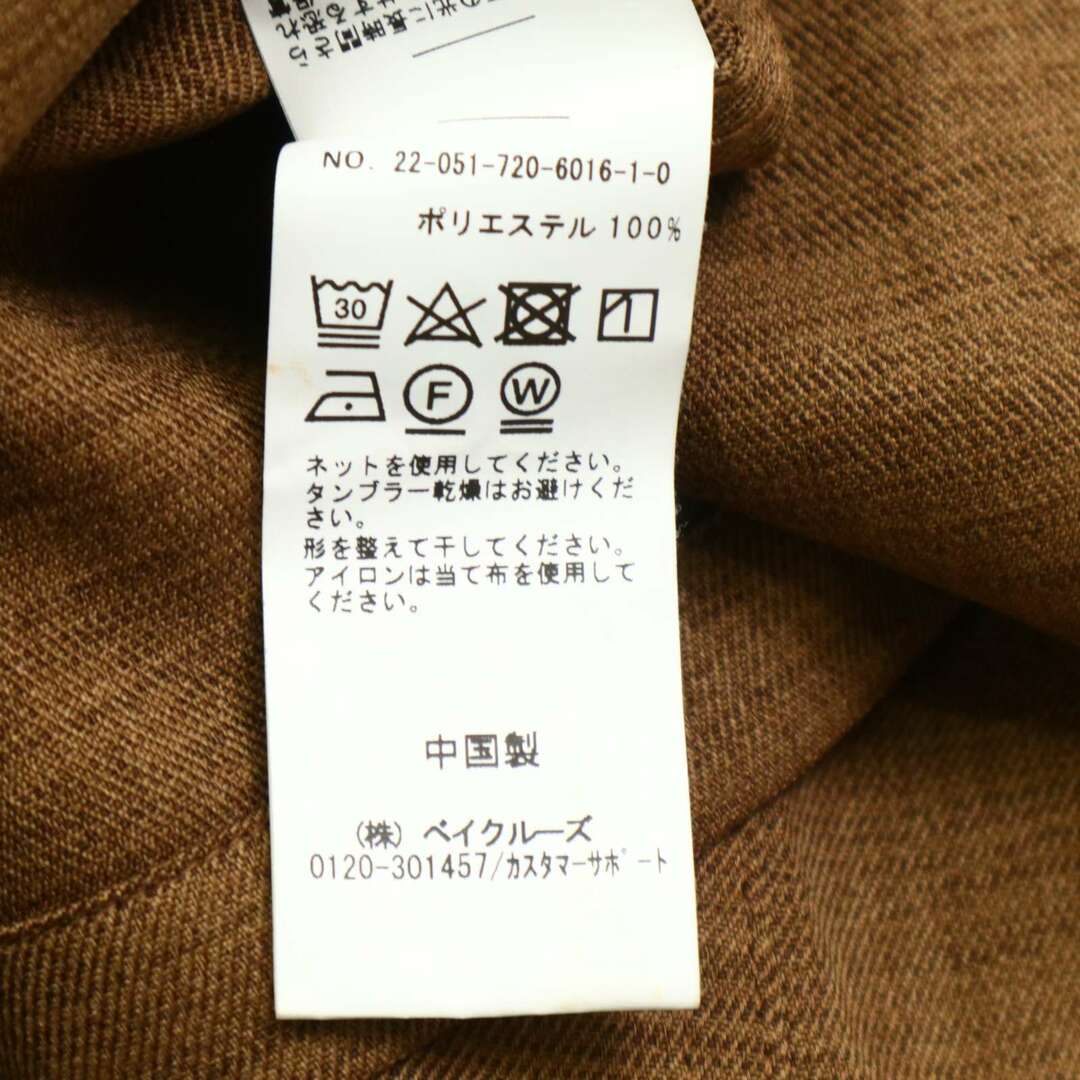 NO. 22-051-720-6016-1-0
ポリエステル 100%
30
F
W
ネットを使用してください。
タンブラー乾燥はお避けくだ
さい。
形を整えて干してください。
アイロンは当て布を使用して
ください。
中国製
(株) ベイクルーズ
0120-301457/カスタマーサポート